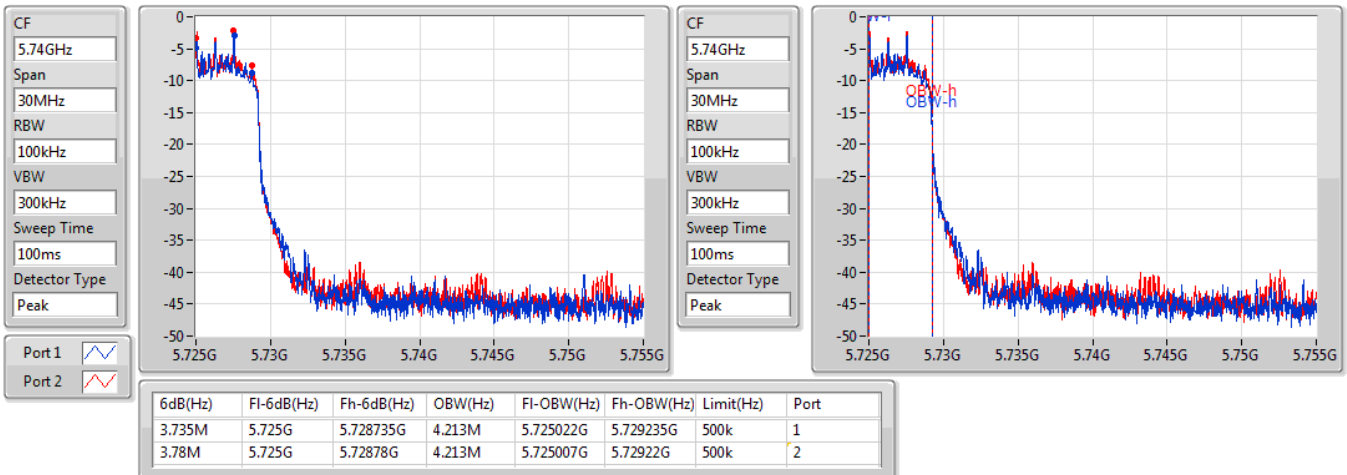 CF
5.74GHz
Span
30MHz
RBW
100kHz
VBW
300kHz
Sweep Time
100ms
Detector Type
Peak
Port 1
Port 2
0
-5
-10
-15
-20
-25
-30
-35
-40
-45
-50
5.725G 5.73G 5.735G 5.74G 5.745G 5.75G 5.755G
CF
5.74GHz
Span
30MHz
RBW
100kHz
VBW
300kHz
Sweep Time
100ms
Detector Type
Peak
0
-5
-10
-15
-20
-25
-30
-35
-40
-45
-50
OBW-h
OBW-h
5.725G 5.73G 5.735G 5.74G 5.745G 5.75G 5.755G
6dB(Hz) Fl-6dB(Hz) Fh-6dB(Hz) OBW(Hz) Fl-OBW(Hz) Fh-OBW(Hz) Limit(Hz) Port
3.735M 5.725G 5.728735G 4.213M 5.725022G 5.729235G 500k 1
3.78M 5.725G 5.72878G 4.213M 5.725007G 5.72922G 500k 2